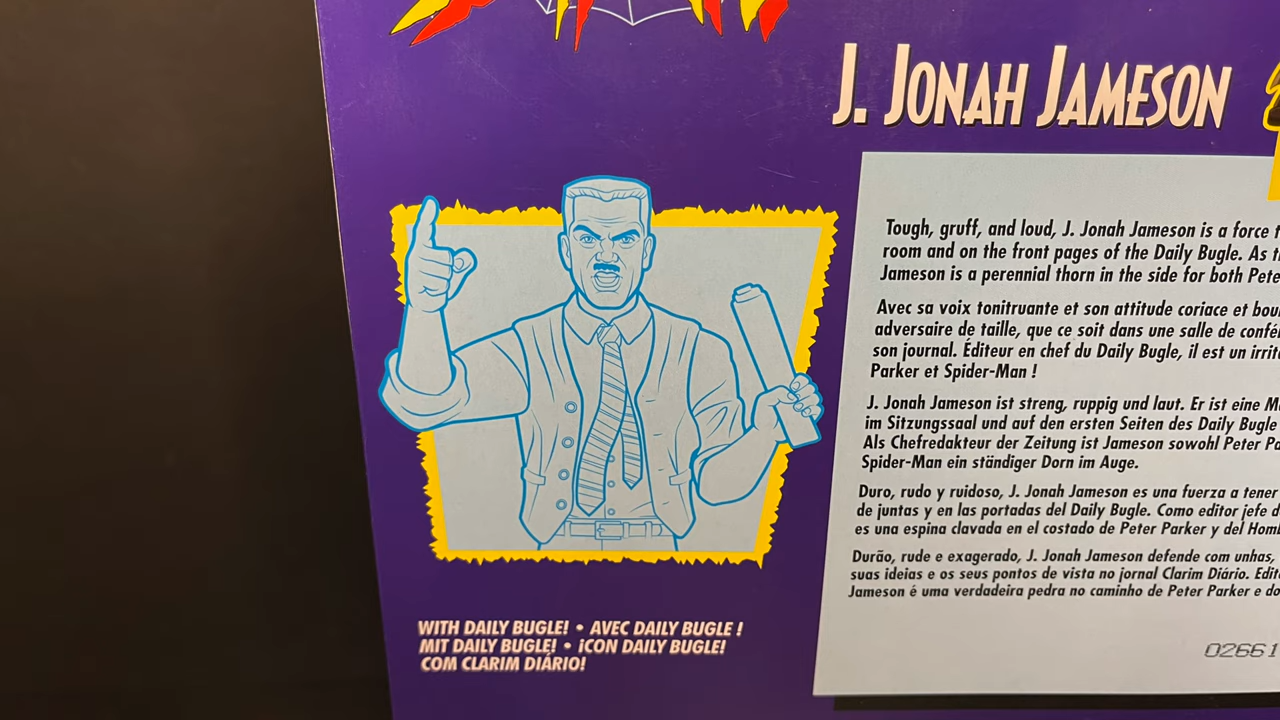 J. JONAH JAMESON
Tough, gruff, and loud, J. Jonah Jameson is a force
room and on the front pages of the Daily Bugle. As
Jameson is a perennial thorn in the side for both
Avec sa voix tonitruante et son attitude coriace et
adversaire de taille, que ce soit dans une salle de
son journal. Éditeur en chef du Daily Bugle, il est un
Parker et Spider-Man !
J. Jonah Jameson ist streng, ruppig und laut. Er ist eine
im Sitzungssaal und auf den ersten Seiten des Daily Bugle
Als Chefredakteur der Zeitung ist Jameson sowohl Peter
Spider-Man ein ständiger Dorn im Auge.
Duro, rudo y ruidoso, J. Jonah Jameson es una fuerza a tener
de juntas y en las portadas del Daily Bugle. Como editor jefe
es una espina clavada en el costado de Peter Parker y del
Durão, rude e exagerado, J. Jonah Jameson defende com unhas,
suas ideias e os seus pontos de vista no jornal Clarim Diário.
Jameson é uma verdadeira pedra no caminho de Peter Parker e
02661
WITH DAILY BUGLE! • AVEC DAILY BUGLE !
MIT DAILY BUGLE! • ¡CON DAILY BUGLE!
COM CLARIM DIÁRIO!